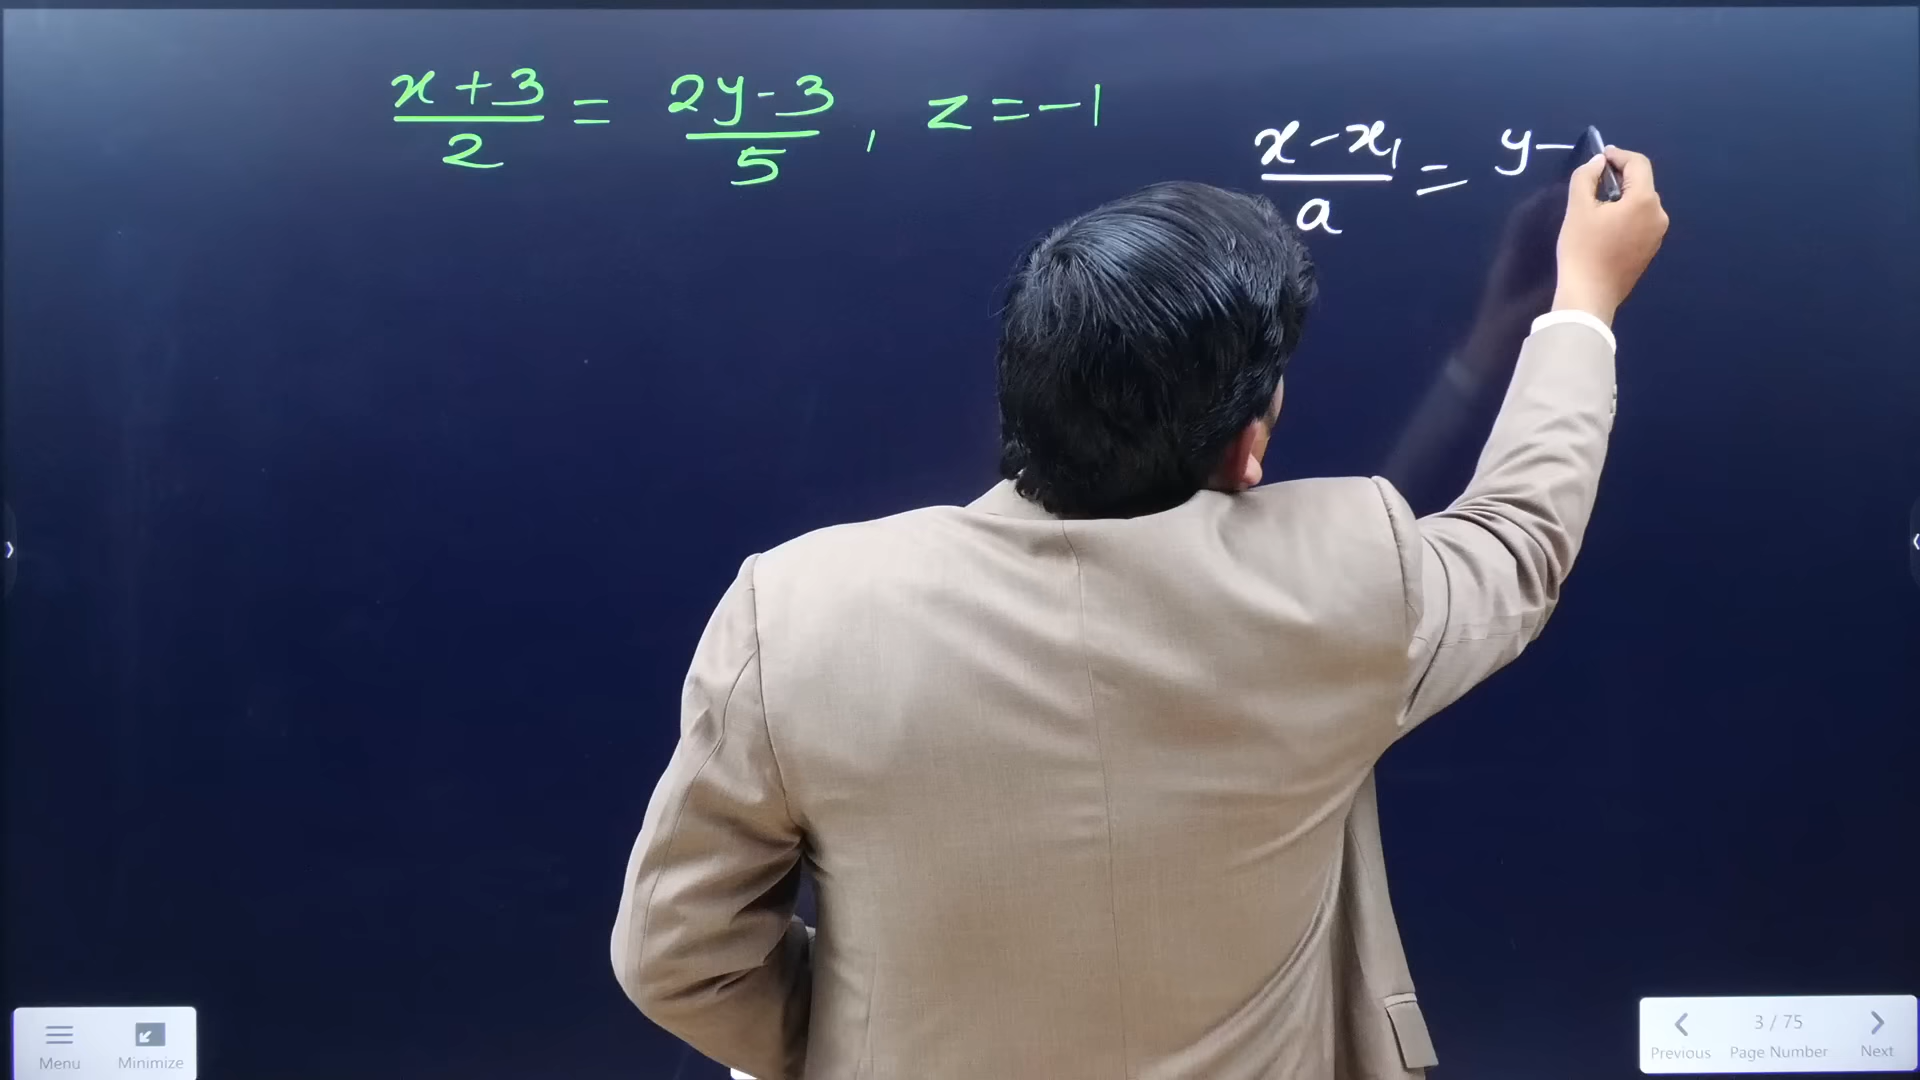 x + 3 / 2 = 2y - 3 / 5 , z = -1
x - x₁ / a = y -
Menu
Minimize
Previous
3 / 75
Page Number
Next